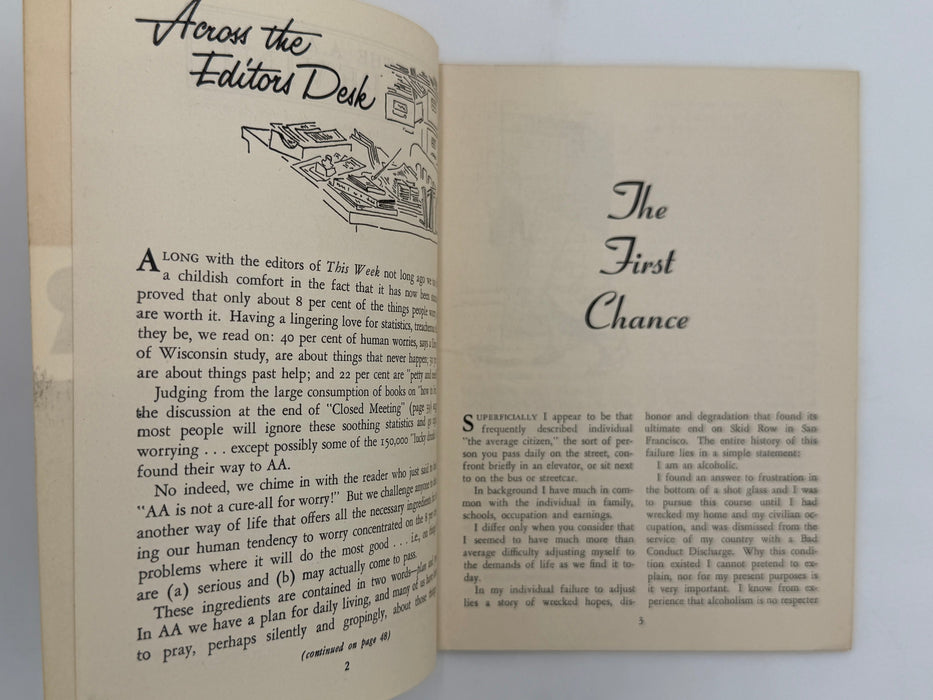 Across the
Editors Desk
ALONG with the editors of This Week not long ago we
a childish comfort in the fact that it has now been
proved that only about 8 per cent of the things people
are worth it. Having a lingering love for statistics,
they be, we read on: 40 per cent of human worries, says a
of Wisconsin study, are about things that never happen;
are about things past help; and 22 per cent are "petty and
Judging from the large consumption of books on "how to
the discussion at the end of "Closed Meeting" (page
most people will ignore these soothing statistics and go
worrying . . . except possibly some of the 150,000 "lucky
found their way to AA.
No indeed, we chime in with the reader who just said to
"AA is not a cure-all for worry!" But we challenge anyone to
another way of life that offers all the necessary ingredients
ing our human tendency to worry concentrated on the 8 per
problems where it will do the most good . . . i.e., on
are (a) serious and (b) may actually come to pass.
These ingredients are contained in two words—plan and
In AA we have a plan for daily living, and many of us have
to pray, perhaps silently and gropingly, about those
(continued on page 48)
2
The
First
Chance
SUPERFICIALLY I appear to be that
frequently described individual
"the average citizen," the sort of per-
son you pass daily on the street, con-
front briefly in an elevator, or sit next
to on the bus or streetcar.
In background I have much in com-
mon with the individual in family,
schools, occupation and earnings.
I differ only when you consider that
I seemed to have much more than
average difficulty adjusting myself to
the demands of life as we find it to-
day.
In my individual failure to adjust
lies a story of wrecked hopes, dis-
honor and degradation that found its
ultimate end on Skid Row in San
Francisco. The entire history of this
failure lies in a simple statement:
I am an alcoholic.
I found an answer to frustration in
the bottom of a shot glass and I was
to pursue this course until I had
wrecked my home and my civilian oc-
cupation, and was dismissed from the
service of my country with a Bad
Conduct Discharge. Why this condi-
tion existed I cannot pretend to ex-
plain, nor for my present purposes is
it very important. I know from ex-
perience that alcoholism is no respecter
3